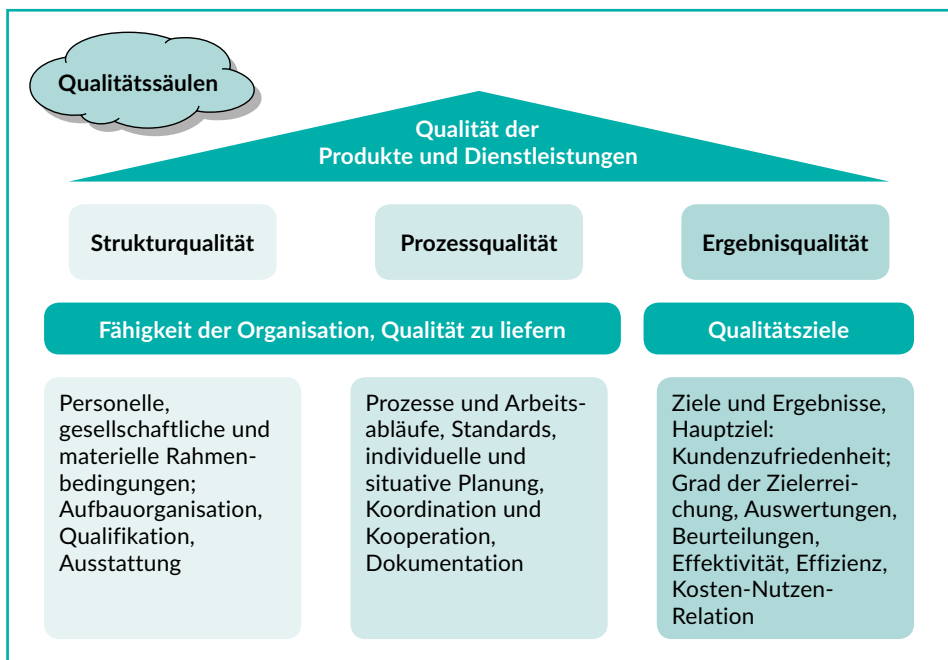 Qualitätssäulen
Qualität der
Produkte und Dienstleistungen
Strukturqualität
Prozessqualität
Ergebnisqualität
Fähigkeit der Organisation, Qualität zu liefern
Qualitätsziele
Personelle,
gesellschaftliche und
materielle Rahmen-
bedingungen;
Aufbauorganisation,
Qualifikation,
Ausstattung
Prozesse und Arbeits-
abläufe, Standards,
individuelle und
situative Planung,
Koordination und
Kooperation,
Dokumentation
Ziele und Ergebnisse,
Hauptziel:
Kundenzufriedenheit;
Grad der Zielerrei-
chung, Auswertungen,
Beurteilungen,
Effektivität, Effizienz,
Kosten-Nutzen-
Relation